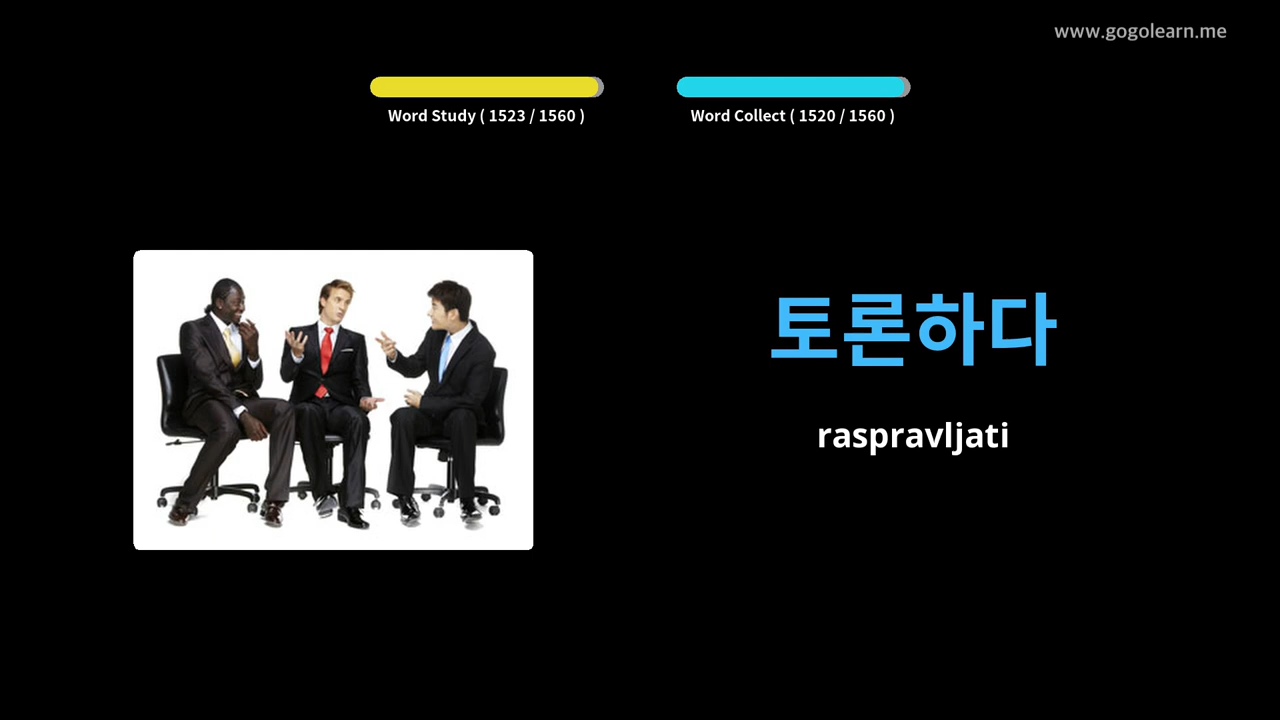 www.gogolearn.me
Word Study ( 1523 / 1560 )
Word Collect ( 1520 / 1560 )
토론하다
raspravljati